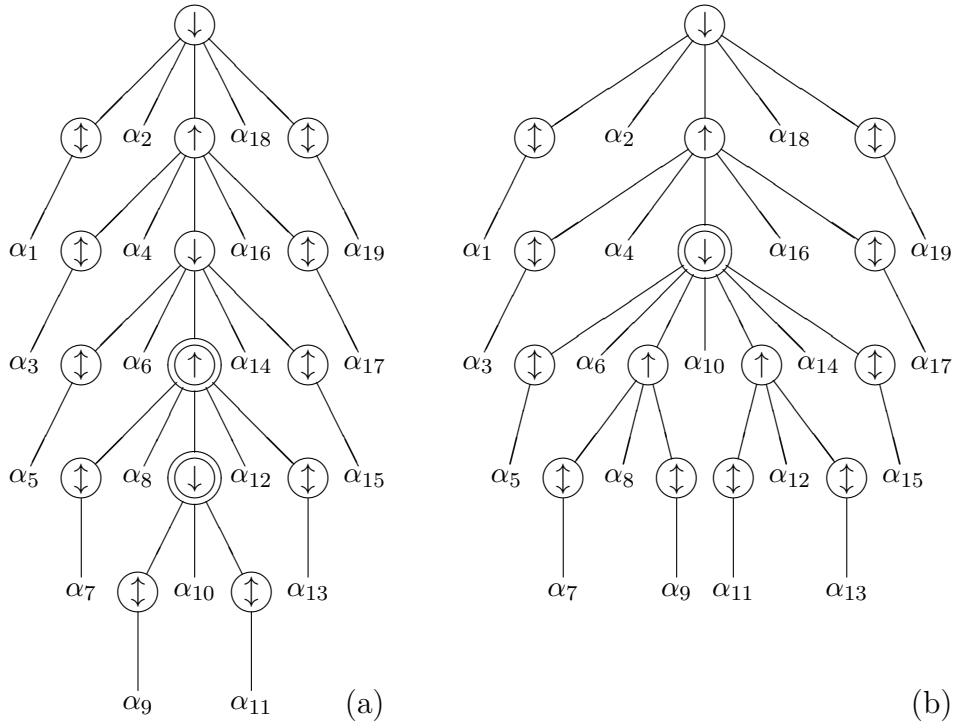 ↓ ↓
↕ α₂ ↑ α₁₈ ↕ ↕ α₂ ↑ α₁₈ ↕
α₁ ↕ α₄ ↓ α₁₆ ↕ α₁₉ α₁ ↕ α₄ ↓ α₁₆ ↕ α₁₉
α₃ ↕ α₆ ↑ α₁₄ ↕ α₁₇ α₃ ↕ α₆ ↑ α₁₀ ↑ α₁₄ ↕ α₁₇
α₅ ↕ α₈ ↓ α₁₂ ↕ α₁₅ α₅ ↕ α₈ ↕ ↕ α₁₂ ↕ α₁₅
α₇ ↕ α₁₀ ↕ α₁₃ α₇ α₉ α₁₁ α₁₃
α₉ α₁₁ (a) (b)